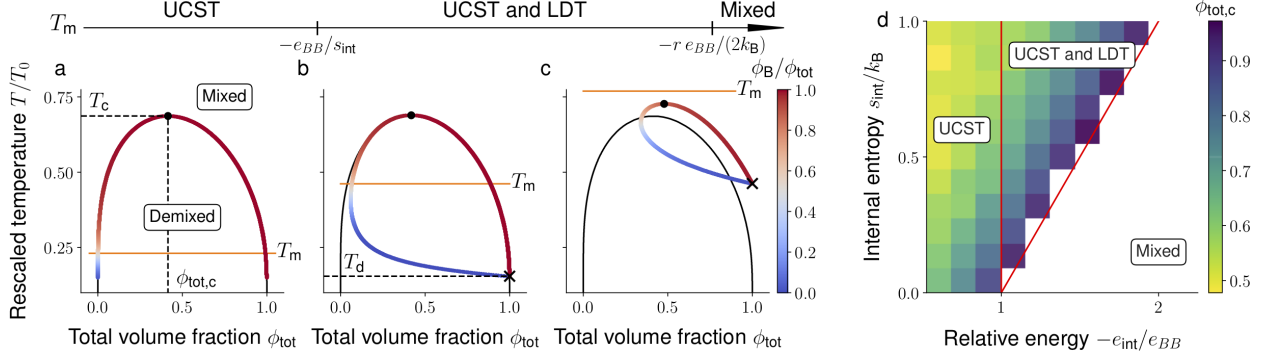 UCST UCST and LDT Mixed
T_m
−e_BB/s_int −r e_BB/(2k_B)
a b c ϕ_B/ϕ_tot d ϕ_tot,c
Rescaled temperature T/T_0
0.75
0.50
0.25
T_c
Mixed
Demixed
T_m
ϕ_tot,c
0.0 0.5 1.0
Total volume fraction ϕ_tot
T_m
T_d
0.0 0.5 1.0
Total volume fraction ϕ_tot
T_m
0.0 0.5 1.0
Total volume fraction ϕ_tot
1.0
0.8
0.6
0.4
0.2
0.0
Internal entropy s_int/k_B
1.0
0.5
0.0
UCST and LDT
UCST
Mixed
1 2
Relative energy −e_int/e_BB
0.9
0.8
0.7
0.6
0.5